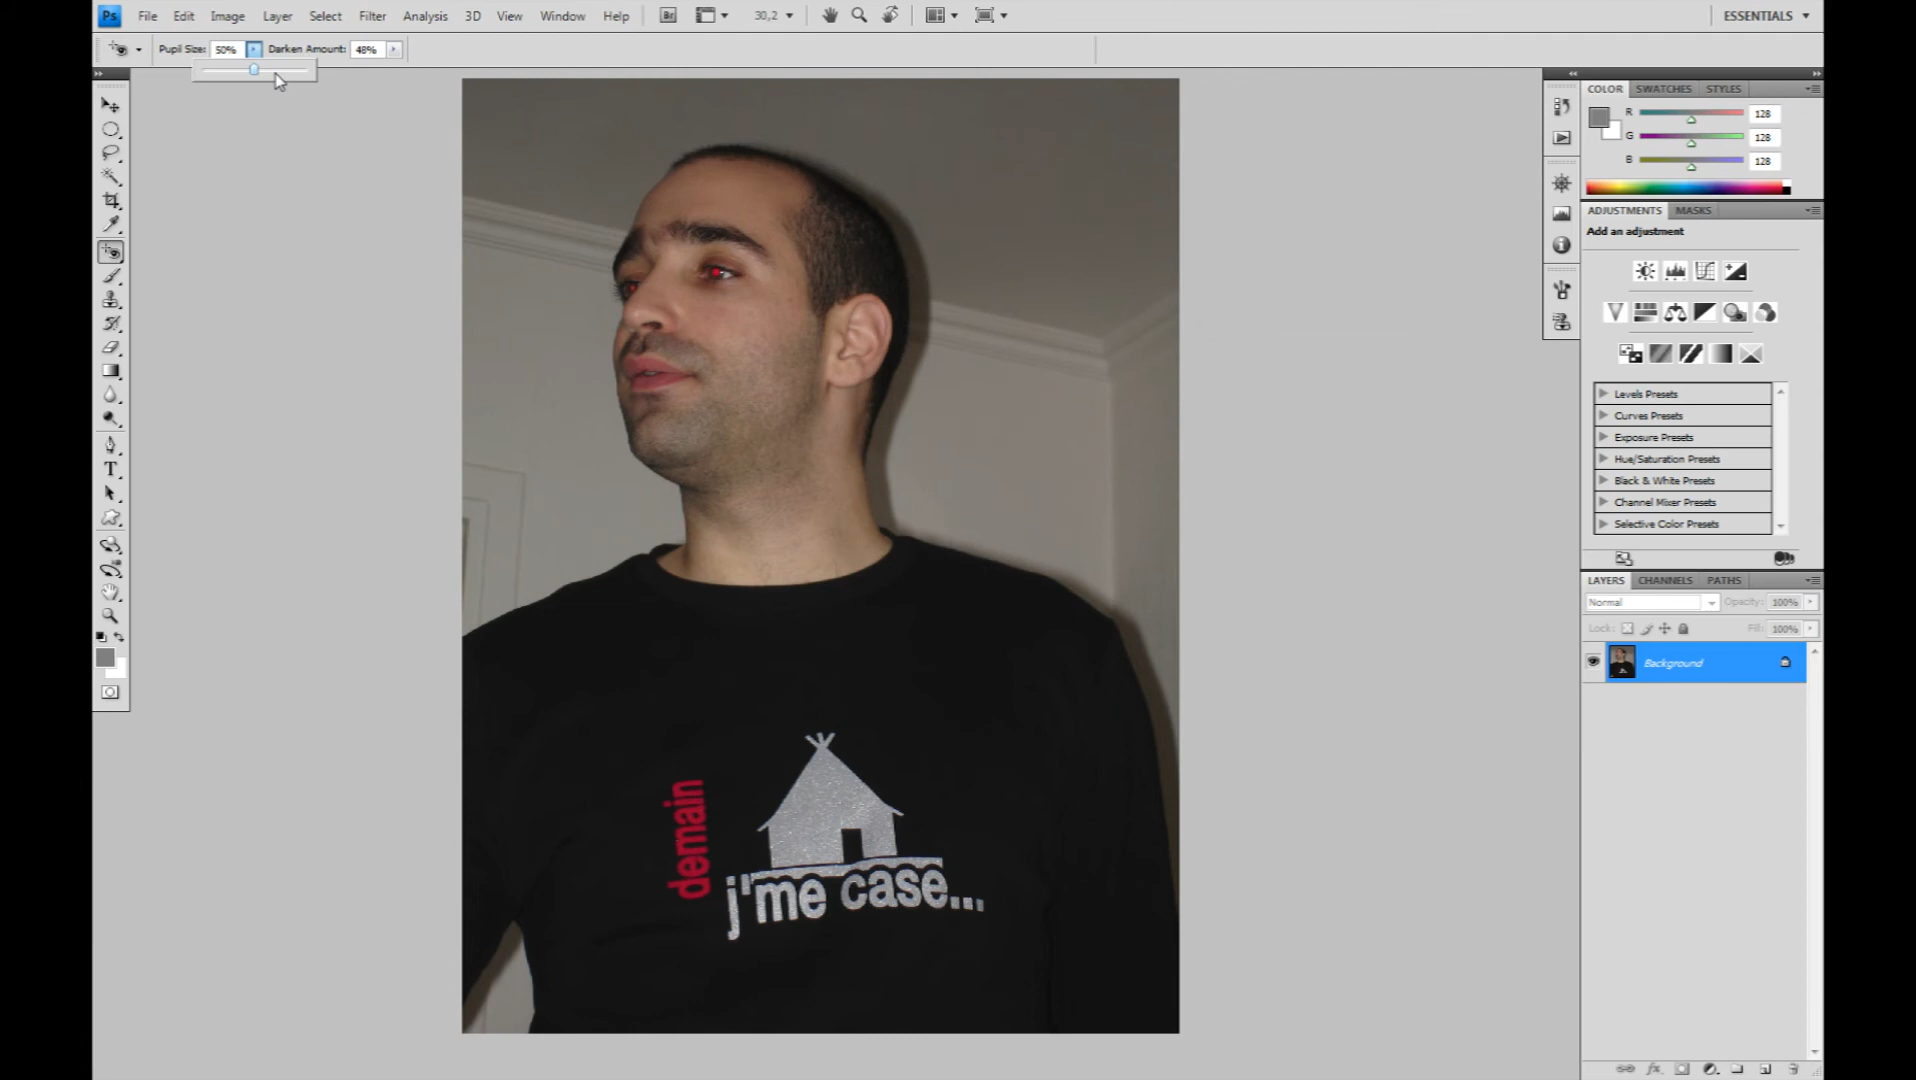 Ps File Edit Image Layer Select Filter Analysis 3D View Window Help Br 30,2 ESSENTIALS
Pupil Size: 50% Darken Amount: 48%
COLOR SWATCHES STYLES
R 128
G 128
B 128
ADJUSTMENTS MASKS
Add an adjustment
Levels Presets
Curves Presets
Exposure Presets
Hue/Saturation Presets
Black & White Presets
Channel Mixer Presets
Selective Color Presets
LAYERS CHANNELS PATHS
Normal Opacity: 100%
Lock: Fill: 100%
Background
demain
j'me case...